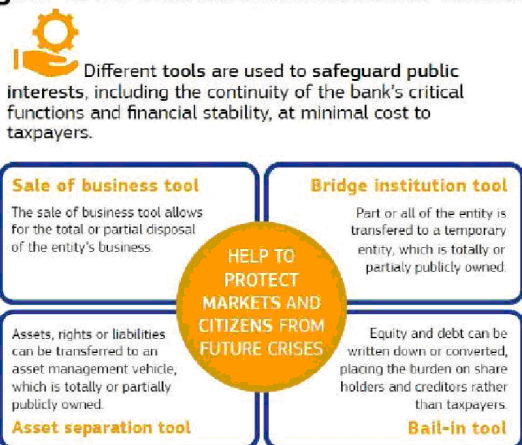 Different tools are used to safeguard public
interests, including the continuity of the bank's critical
functions and financial stability, at minimal cost to
taxpayers.
Sale of business tool
The sale of business tool allows
for the total or partial disposal
of the entity's business.
Bridge institution tool
Part or all of the entity is
transfered to a temporary
entity, which is totally or
partialy publicly owned.
HELP TO
PROTECT
MARKETS AND
CITIZENS FROM
FUTURE CRISES
Assets, rights or liabilities
can be transferred to an
asset management vehicle,
which is totally or partially
publicly owned.
Asset separation tool
Equity and debt can be
written down or converted,
placing the burden on share
holders and creditors rather
than taxpayers.
Bail-in tool